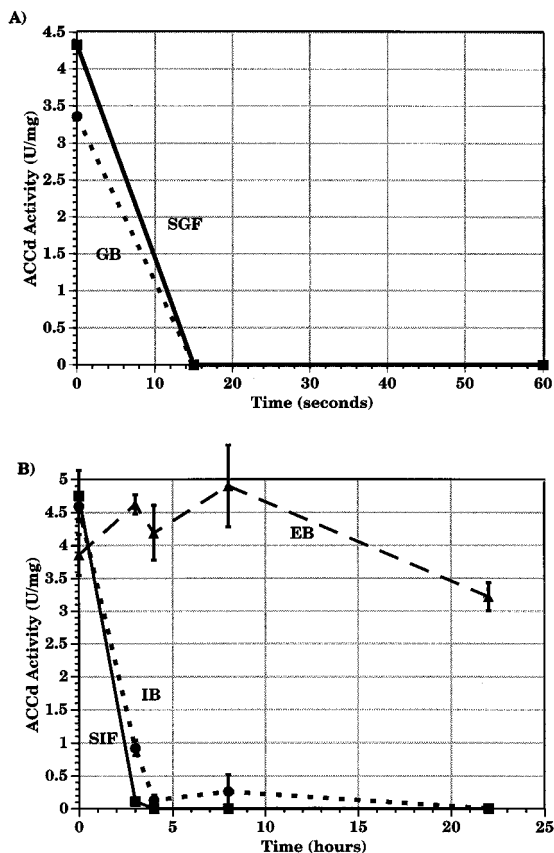 A)
ACCd Activity (U/mg)
4.5
4
3.5
3
2.5
2
1.5
1
0.5
0
SGF
GB
0 10 20 30 40 50 60
Time (seconds)
B)
ACCd Activity (U/mg)
5
4.5
4
3.5
3
2.5
2
1.5
1
0.5
0
EB
IB
SIF
0 5 10 15 20 25
Time (hours)